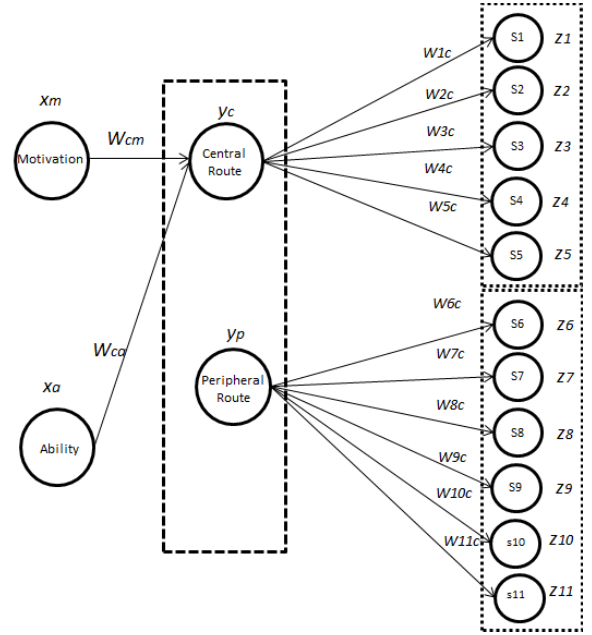 xm
Motivation
Wcm
yc
Central
Route
Wca
xa
Ability
yp
Peripheral
Route
W1c
W2c
W3c
W4c
W5c
S1
z1
S2
z2
S3
z3
S4
z4
S5
z5
W6c
W7c
W8c
W9c
W10c
W11c
S6
z6
S7
z7
S8
z8
S9
z9
s10
z10
s11
z11